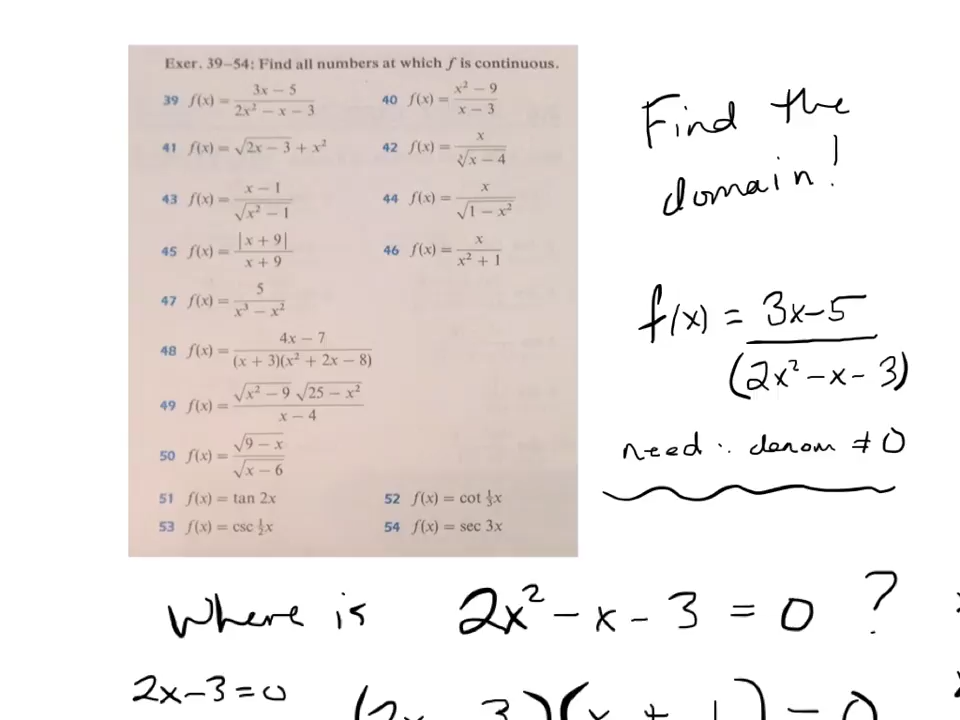 Exer. 39–54: Find all numbers at which f is continuous.
39 f(x) = (3x − 5)/(2x² − x − 3)
40 f(x) = (x² − 9)/(x − 3)
41 f(x) = √(2x − 3) + x²
42 f(x) = x/∛(x − 4)
43 f(x) = (x − 1)/√(x² − 1)
44 f(x) = x/√(1 − x²)
45 f(x) = |x + 9|/(x + 9)
46 f(x) = x/(x² + 1)
47 f(x) = 5/(x³ − x²)
48 f(x) = (4x − 7)/((x + 3)(x² + 2x − 8))
49 f(x) = √(x² − 9) √(25 − x²)/(x − 4)
50 f(x) = √(9 − x)/√(x − 6)
51 f(x) = tan 2x
52 f(x) = cot ⅓x
53 f(x) = csc ½x
54 f(x) = sec 3x
Find the
domain!
f(x) = (3x−5)/(2x² − x − 3)
need: denom ≠ 0
Where is 2x² − x − 3 = 0 ?
2x − 3 = 0
(2x − 3)(x + 1) = 0